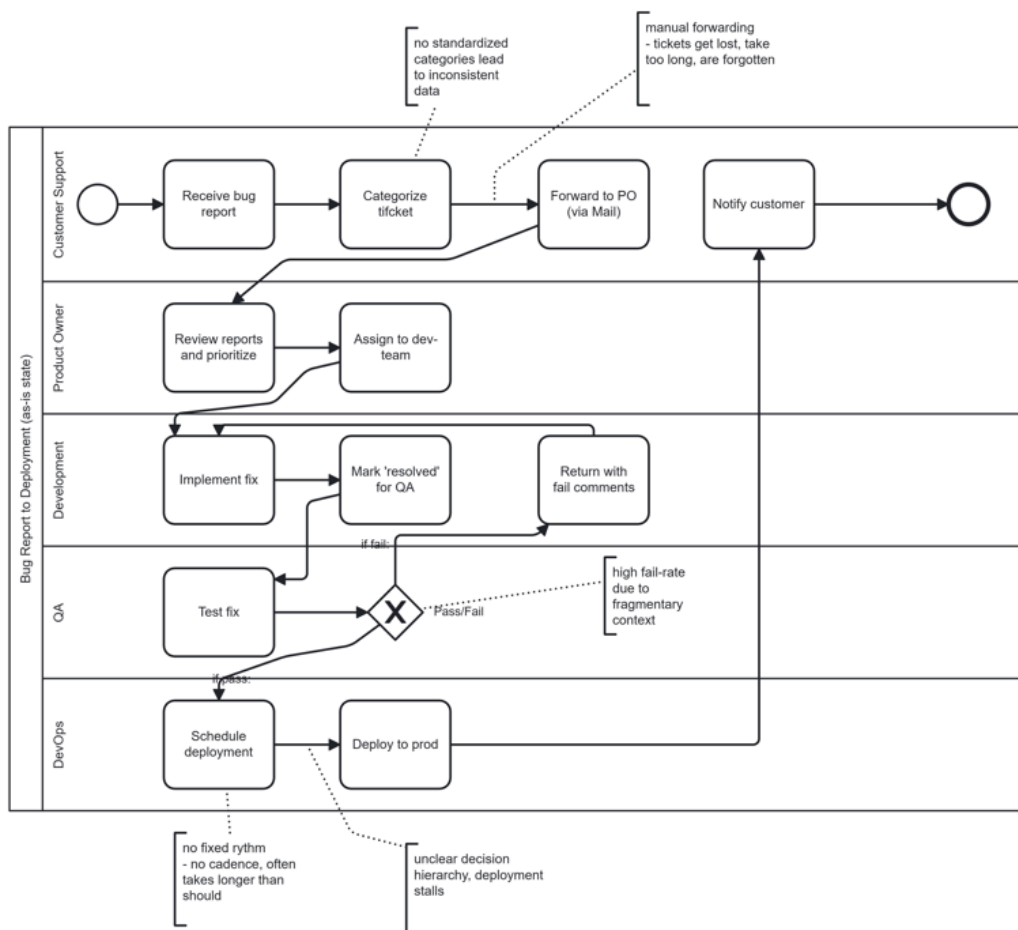 no standardized
categories lead
to inconsistent
data
manual forwarding
- tickets get lost, take
too long, are forgotten
Bug Report to Deployment (as-is state)
Customer Support
Receive bug
report
Categorize
tifcket
Forward to PO
(via Mail)
Notify customer
Product Owner
Review reports
and prioritize
Assign to dev-
team
Development
Implement fix
Mark 'resolved'
for QA
Return with
fail comments
if fail:
QA
Test fix
X
Pass/Fail
high fail-rate
due to
fragmentary
context
if pass:
DevOps
Schedule
deployment
Deploy to prod
no fixed rythm
- no cadence, often
takes longer than
should
unclear decision
hierarchy, deployment
stalls